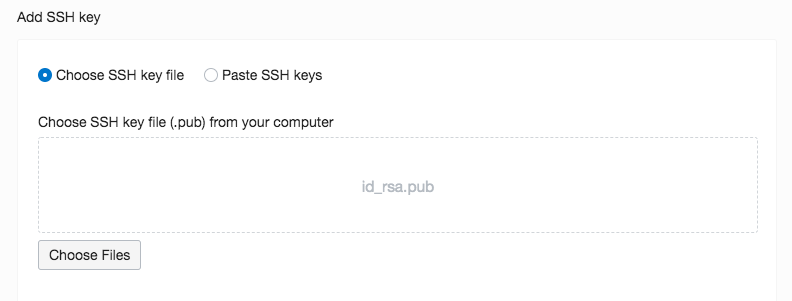 Add SSH key
Choose SSH key file Paste SSH keys
Choose SSH key file (.pub) from your computer
id_rsa.pub
Choose Files